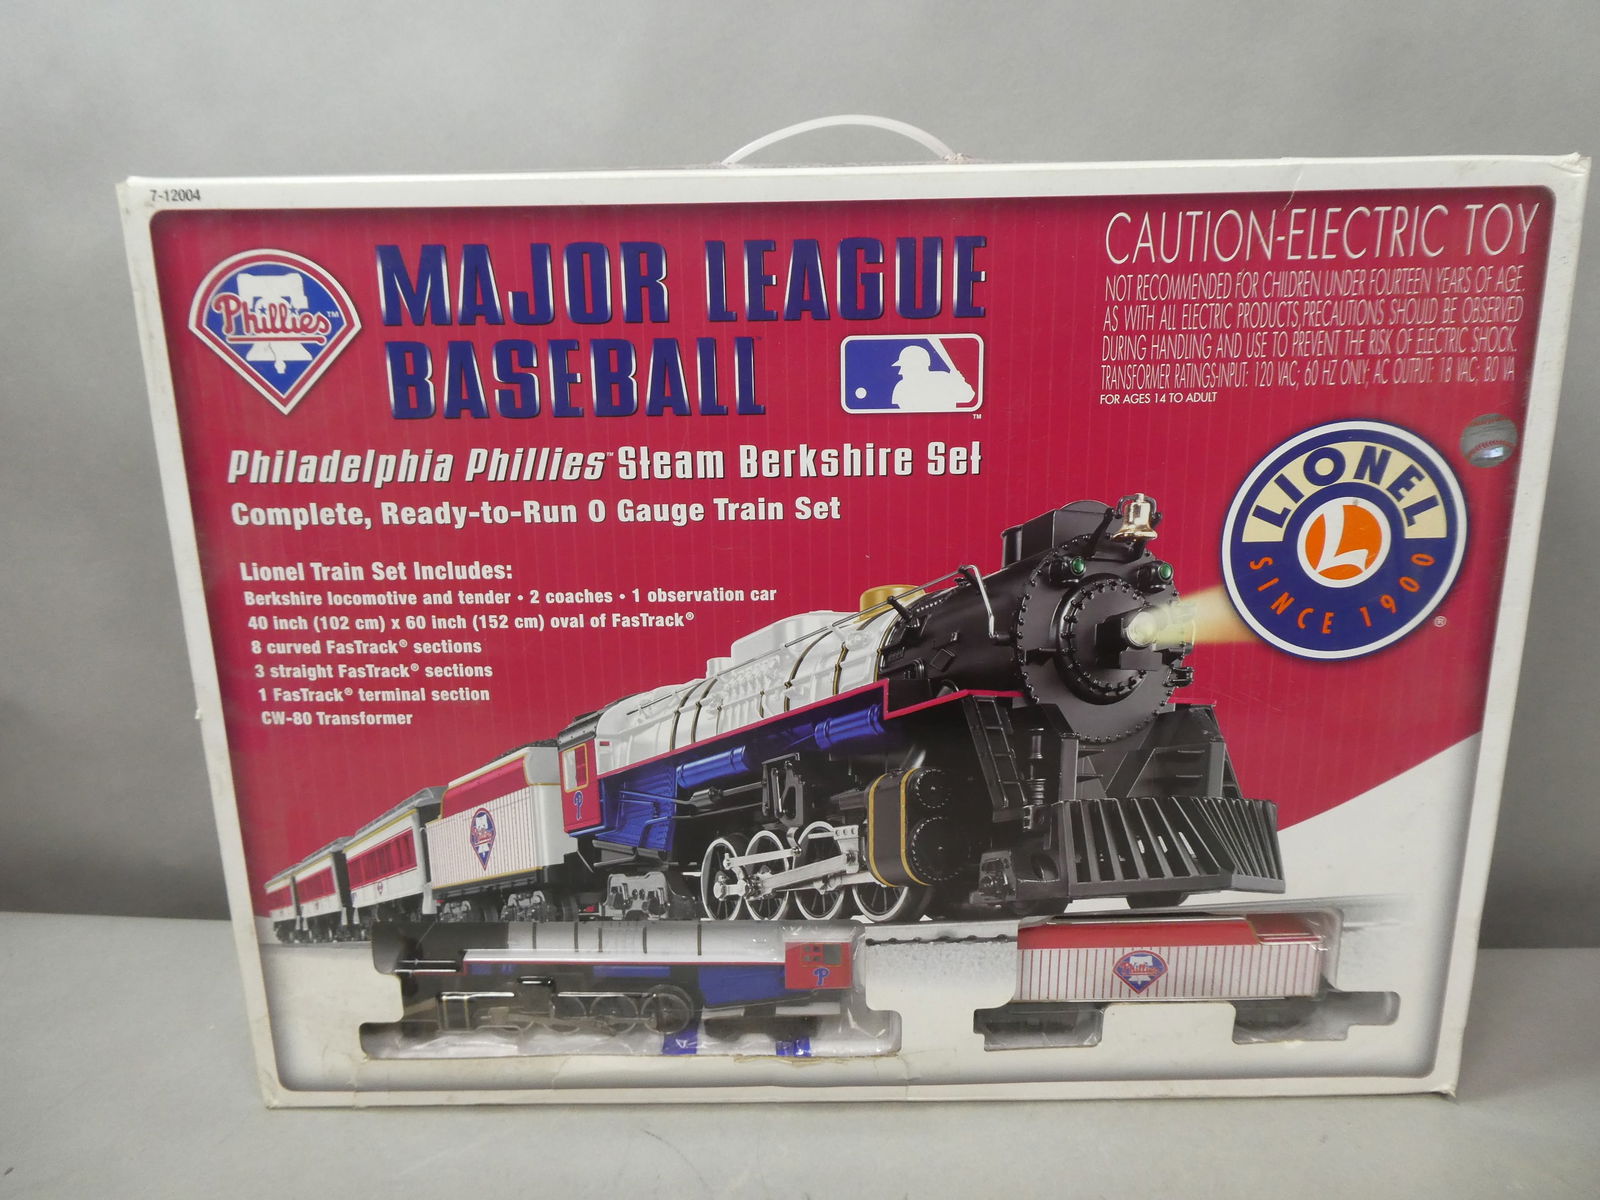 7-12004
Phillies™
MAJOR LEAGUE
BASEBALL™
™
Philadelphia Phillies™ Steam Berkshire Set
Complete, Ready-to-Run O Gauge Train Set
Lionel Train Set Includes:
Berkshire locomotive and tender • 2 coaches • 1 observation car
40 inch (102 cm) x 60 inch (152 cm) oval of FasTrack®
8 curved FasTrack® sections
3 straight FasTrack® sections
1 FasTrack® terminal section
CW-80 Transformer
CAUTION-ELECTRIC TOY
NOT RECOMMENDED FOR CHILDREN UNDER FOURTEEN YEARS OF AGE.
AS WITH ALL ELECTRIC PRODUCTS, PRECAUTIONS SHOULD BE OBSERVED
DURING HANDLING AND USE TO PREVENT THE RISK OF ELECTRIC SHOCK.
TRANSFORMER RATINGS-INPUT: 120 VAC; 60 HZ ONLY; AC OUTPUT: 18 VAC; 80 VA
FOR AGES 14 TO ADULT
LIONEL
L
SINCE 1900
®
P
Phillies
P
Phillies